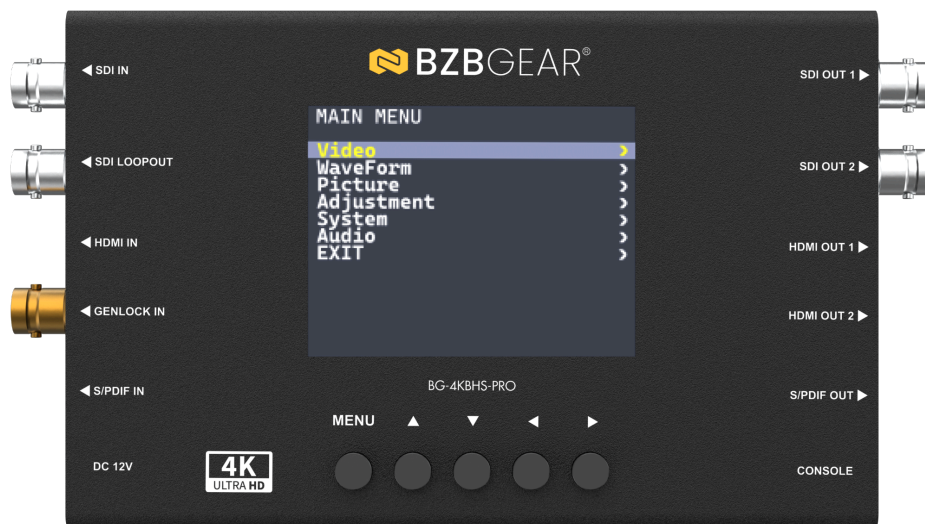 BZBGEAR®
SDI IN
SDI OUT 1
SDI LOOPOUT
SDI OUT 2
HDMI IN
HDMI OUT 1
GENLOCK IN
HDMI OUT 2
S/PDIF IN
S/PDIF OUT
DC 12V
CONSOLE
MAIN MENU
Video
WaveForm
Picture
Adjustment
System
Audio
EXIT
BG-4KBHS-PRO
MENU
4K
ULTRA HD